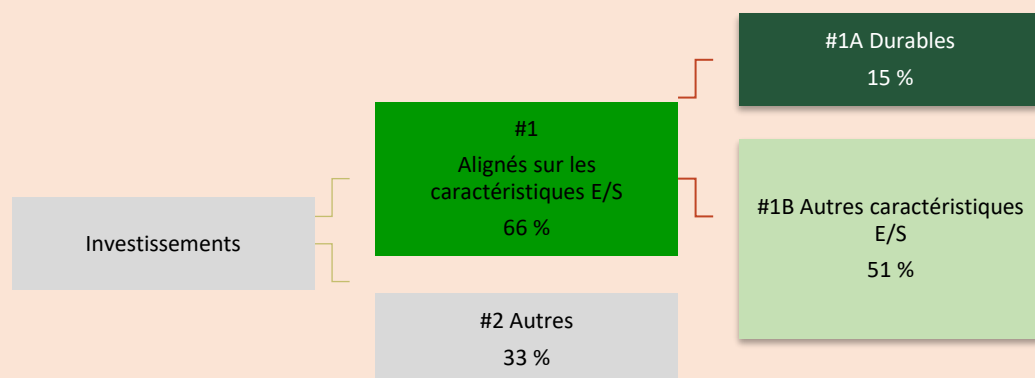 Investissements
#1
Alignés sur les
caractéristiques E/S
66 %
#2 Autres
33 %
#1A Durables
15 %
#1B Autres caractéristiques
E/S
51 %